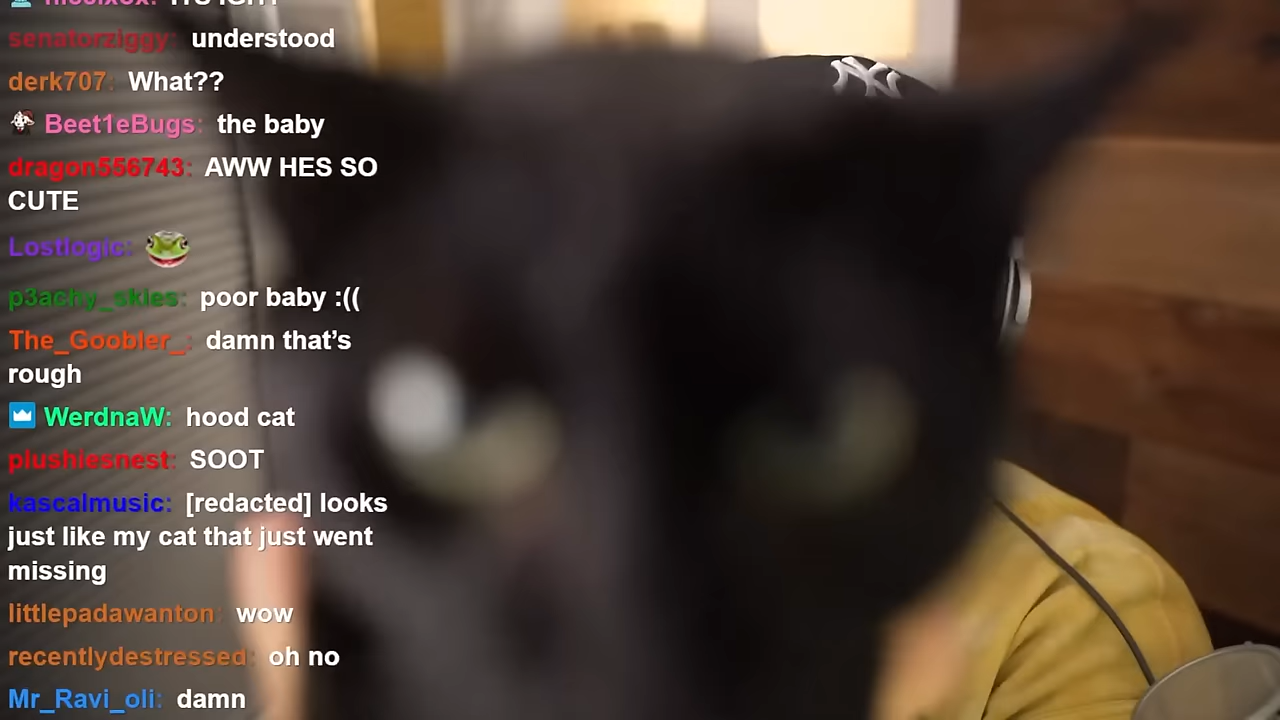 senatorziggy: understood
derk707: What??
Beet1eBugs: the baby
dragon556743: AWW HES SO
CUTE
Lostlogic:
p3achy_skies: poor baby :((
The_Goobler_: damn that's
rough
WerdnaW: hood cat
plushiesnest: SOOT
kascalmusic: [redacted] looks
just like my cat that just went
missing
littlepadawanton: wow
recentlydestressed: oh no
Mr_Ravi_oli: damn
NY